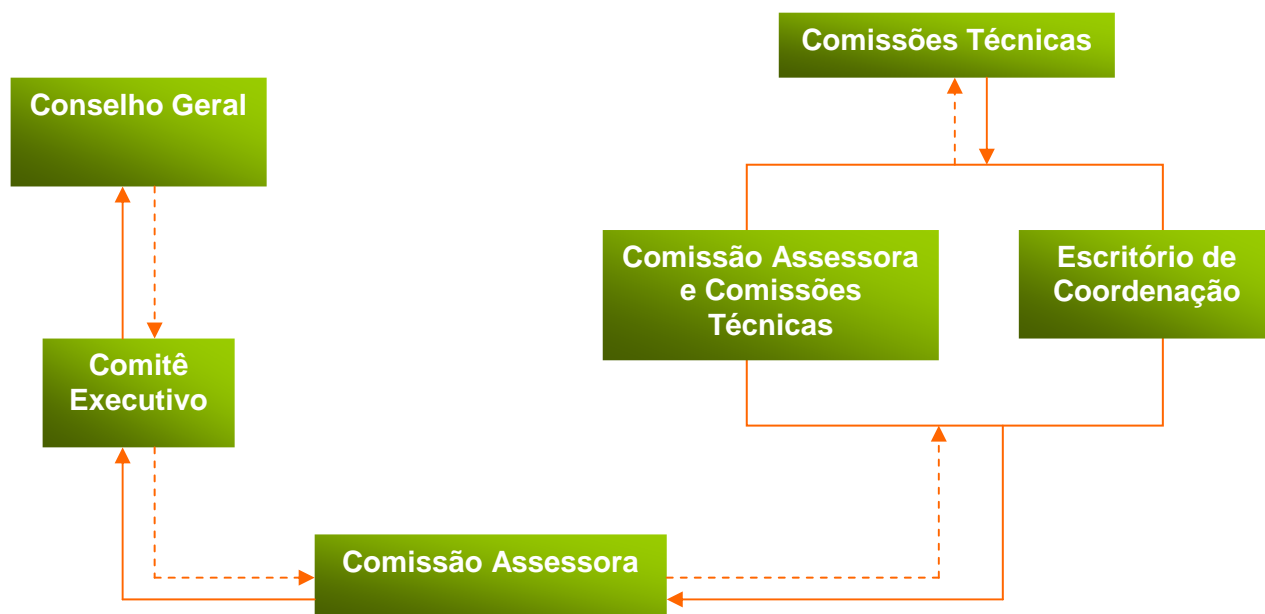 Comissões Técnicas
Conselho Geral
Comissão Assessora
e Comissões
Técnicas
Escritório de
Coordenação
Comitê
Executivo
Comissão Assessora